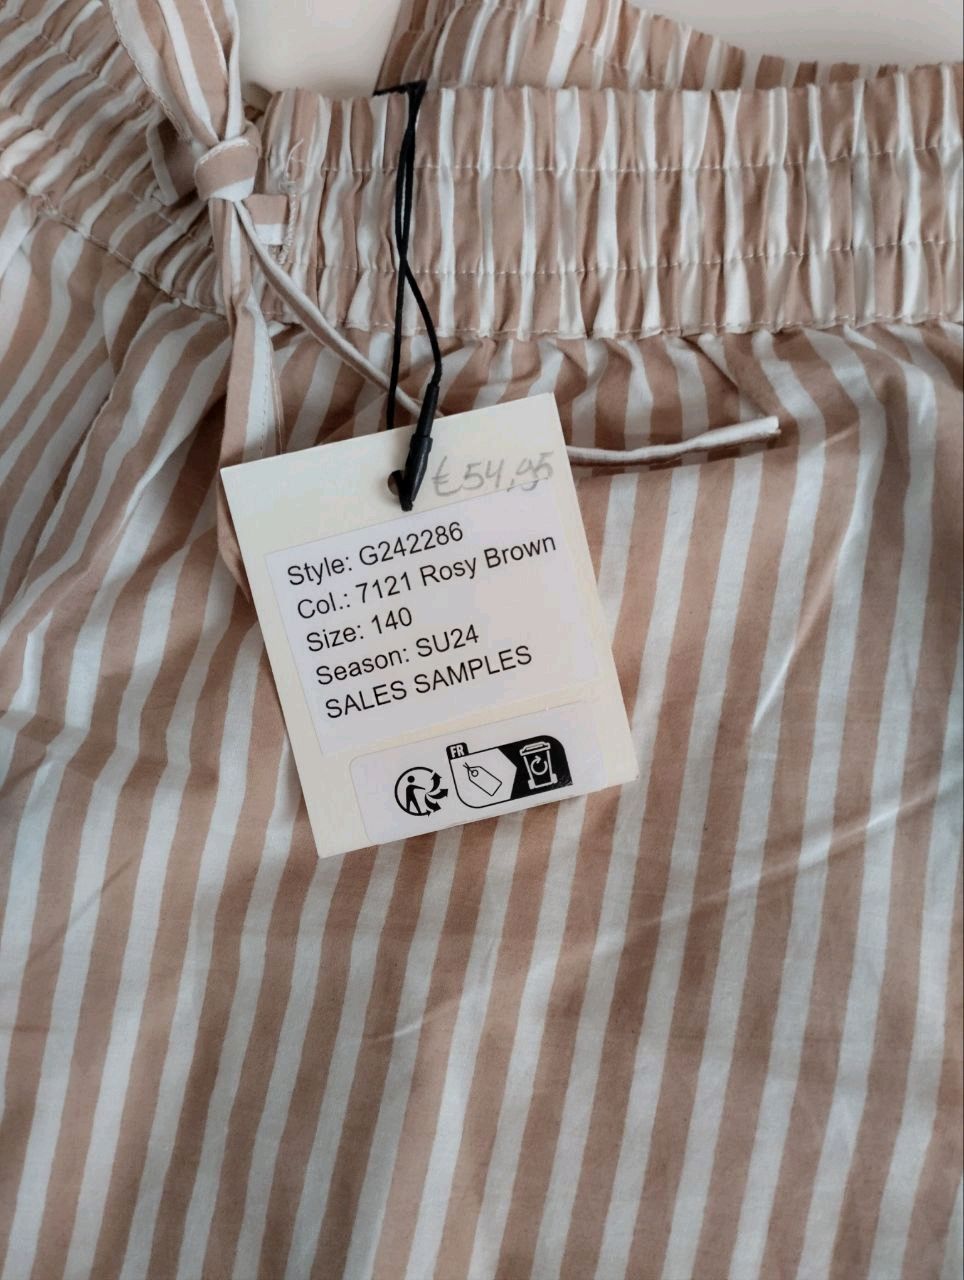 €54,95
Style: G242286
Col.: 7121 Rosy Brown
Size: 140
Season: SU24
SALES SAMPLES
FR